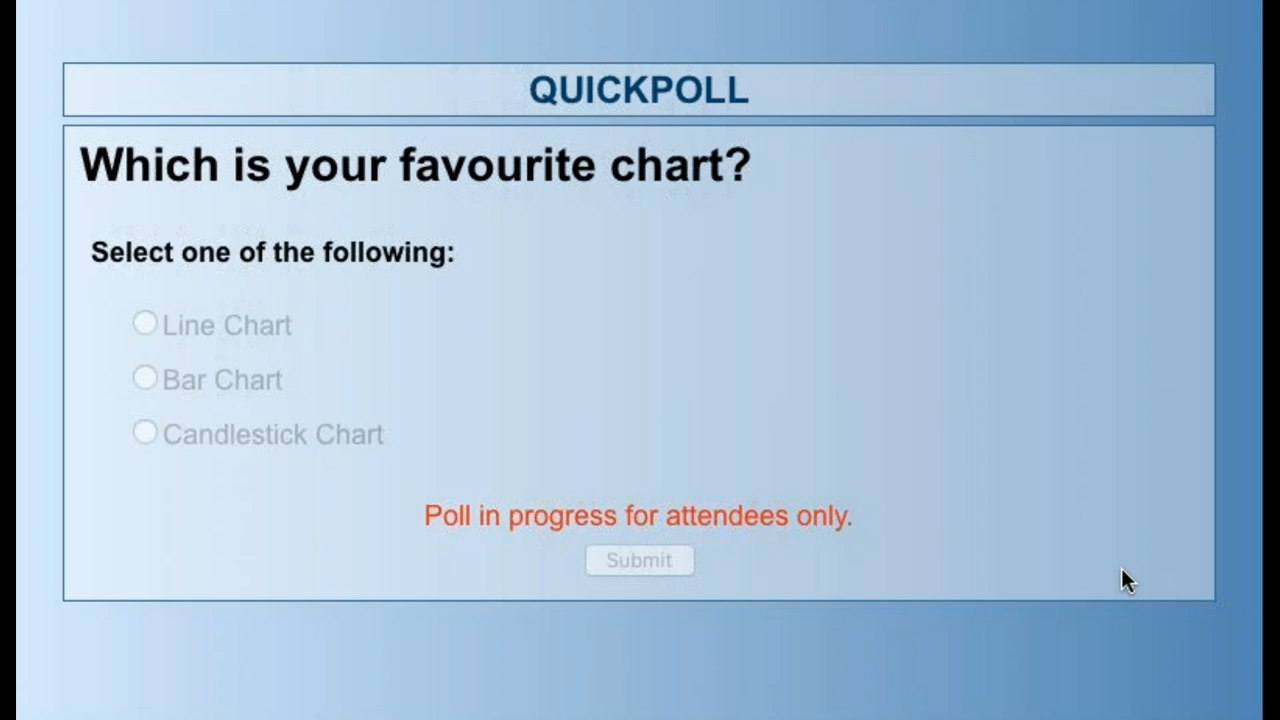 QUICKPOLL
Which is your favourite chart?
Select one of the following:
Line Chart
Bar Chart
Candlestick Chart
Poll in progress for attendees only.
Submit